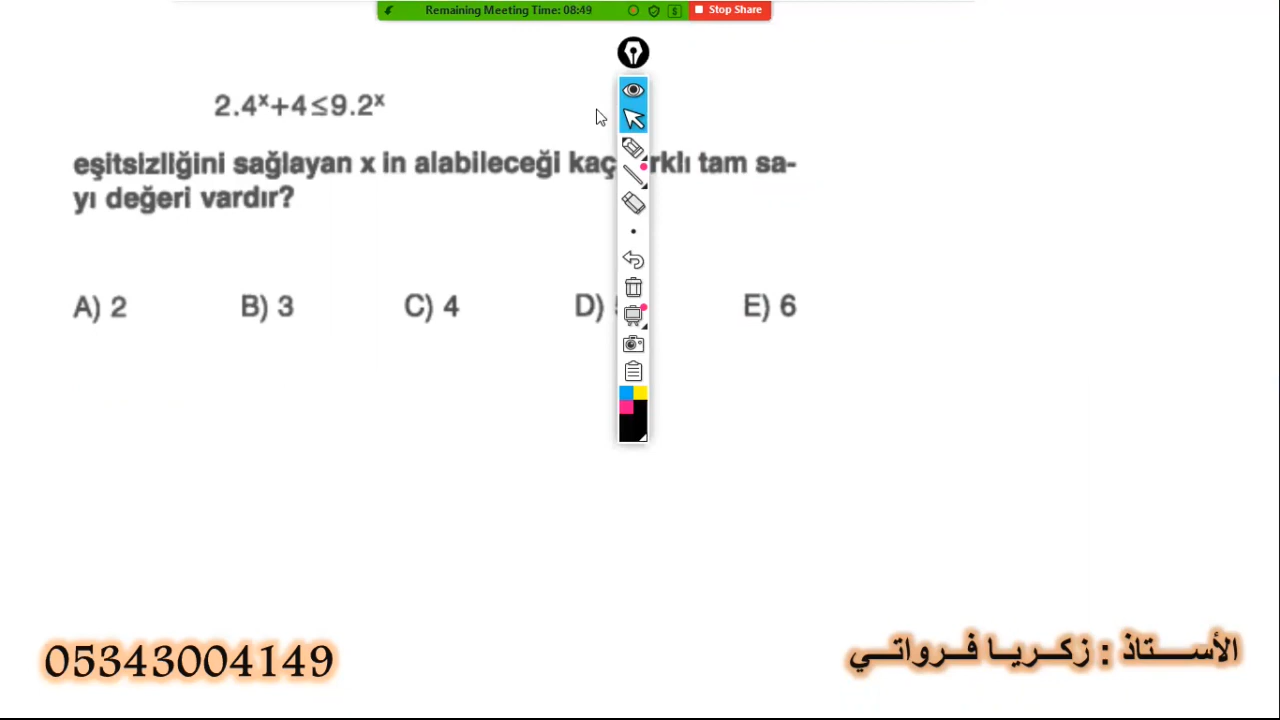 Remaining Meeting Time: 08:49
Stop Share
2.4ˣ+4≤9.2ˣ
eşitsizliğini sağlayan x in alabileceği kaç rklı tam sa-
yı değeri vardır?
A) 2 B) 3 C) 4 D) E) 6
05343004149
الأستاذ : زكريا فرواتي